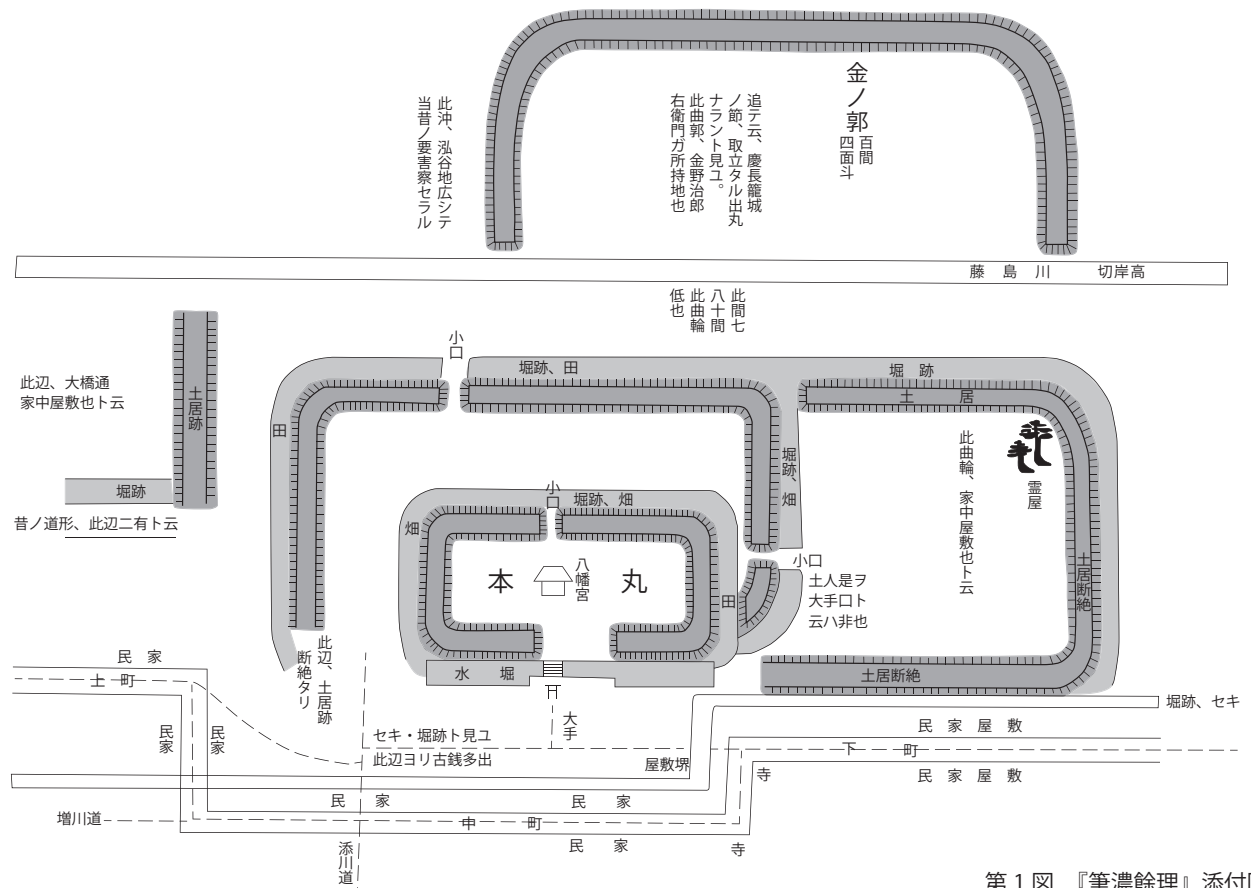 金ノ郭
百間
四面斗
追テ云、慶長籠城
ノ節、取立タル出丸
ナラント見ユ。
此曲郭、金野治郎
右衛門ガ所持地也
此沖、泓谷地広シテ
当昔ノ要害察セラル
藤島川 切岸高
此間七
八十間
此曲輪
低也
小口
堀跡、田
堀跡
土居
土居跡
此辺、大橋通
家中屋敷也ト云
堀跡
昔ノ道形、此辺ニ有ト云
田
堀跡、畑
此曲輪、家中屋敷也ト云
霊屋
土居断絶
小口
堀跡、畑
畑
本丸
八幡宮
田
小口
土人是ヲ
大手口ト
云ハ非也
水堀
土居断絶
此辺、土居跡
断絶タリ
大手
堀跡、セキ
民家
上町
民家
民家
セキ・堀跡ト見ユ
此辺ヨリ古銭多出
屋敷堺
民家屋敷
下町
民家屋敷
寺
民家
民家
増川道
中町
民家
寺
添川道
第1図 『筆濃餘理』添付